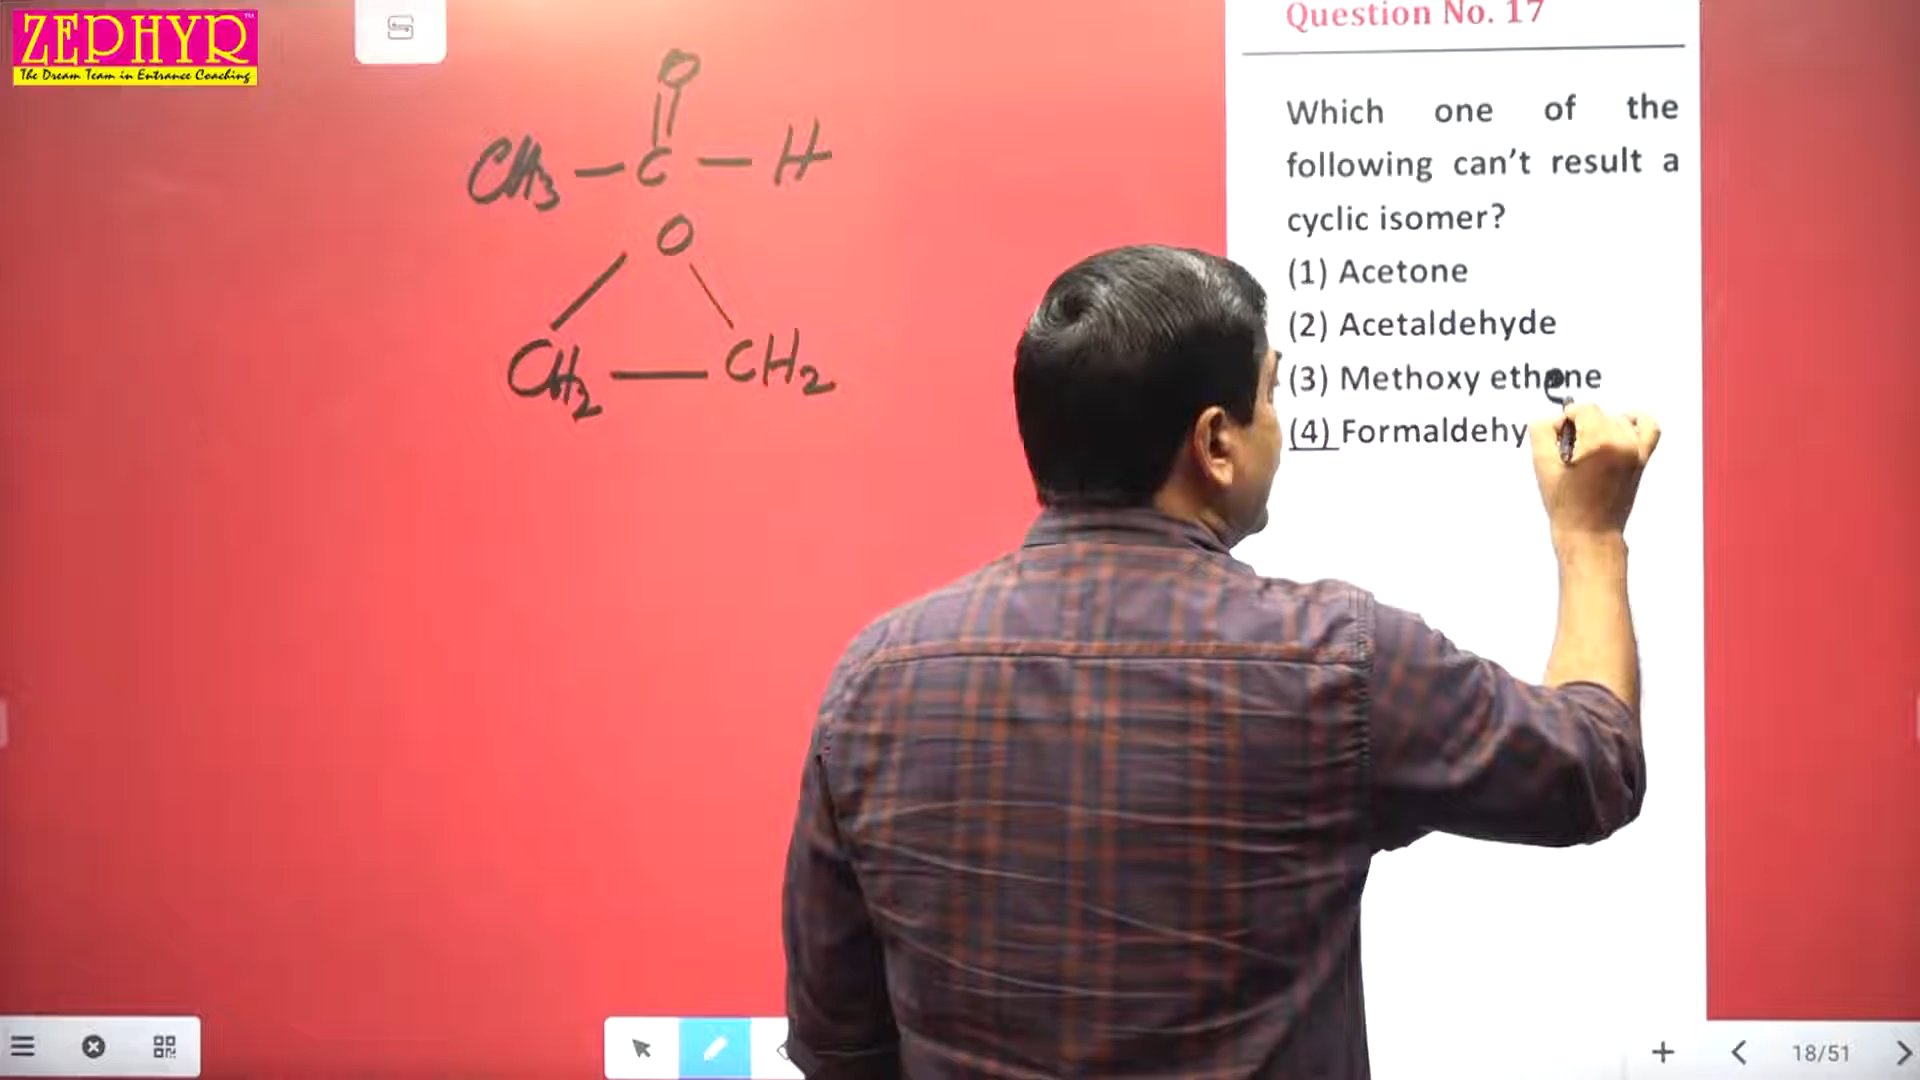 ZEPHYR™
The Dream Team in Entrance Coaching
O
CH3 – C – H
O
CH2 — CH2
Question No. 17
Which one of the
following can't result a
cyclic isomer?
(1) Acetone
(2) Acetaldehyde
(3) Methoxy ethene
(4) Formaldehy
18/51